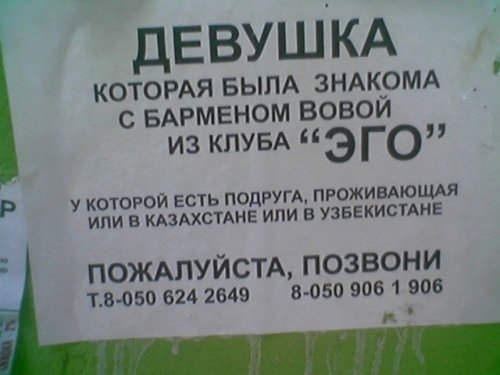 ДЕВУШКА
КОТОРАЯ БЫЛА ЗНАКОМА
С БАРМЕНОМ ВОВОЙ
ИЗ КЛУБА “ЭГО”
У КОТОРОЙ ЕСТЬ ПОДРУГА, ПРОЖИВАЮЩАЯ
ИЛИ В КАЗАХСТАНЕ ИЛИ В УЗБЕКИСТАНЕ
ПОЖАЛУЙСТА, ПОЗВОНИ
Т.8-050 624 2649 8-050 906 1 906
Р